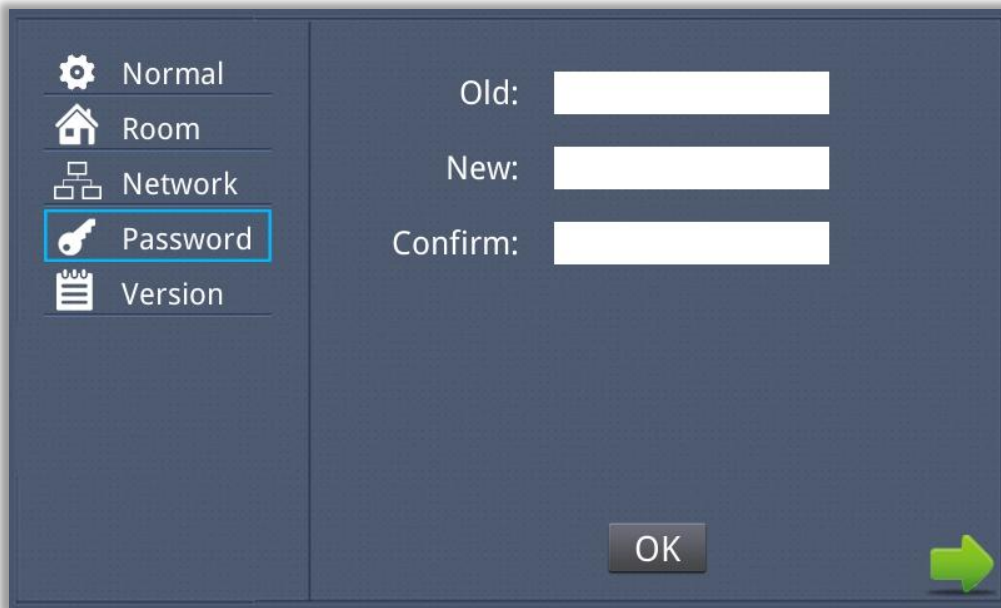 Normal
Room
Network
Password
Version
Old:
New:
Confirm:
OK